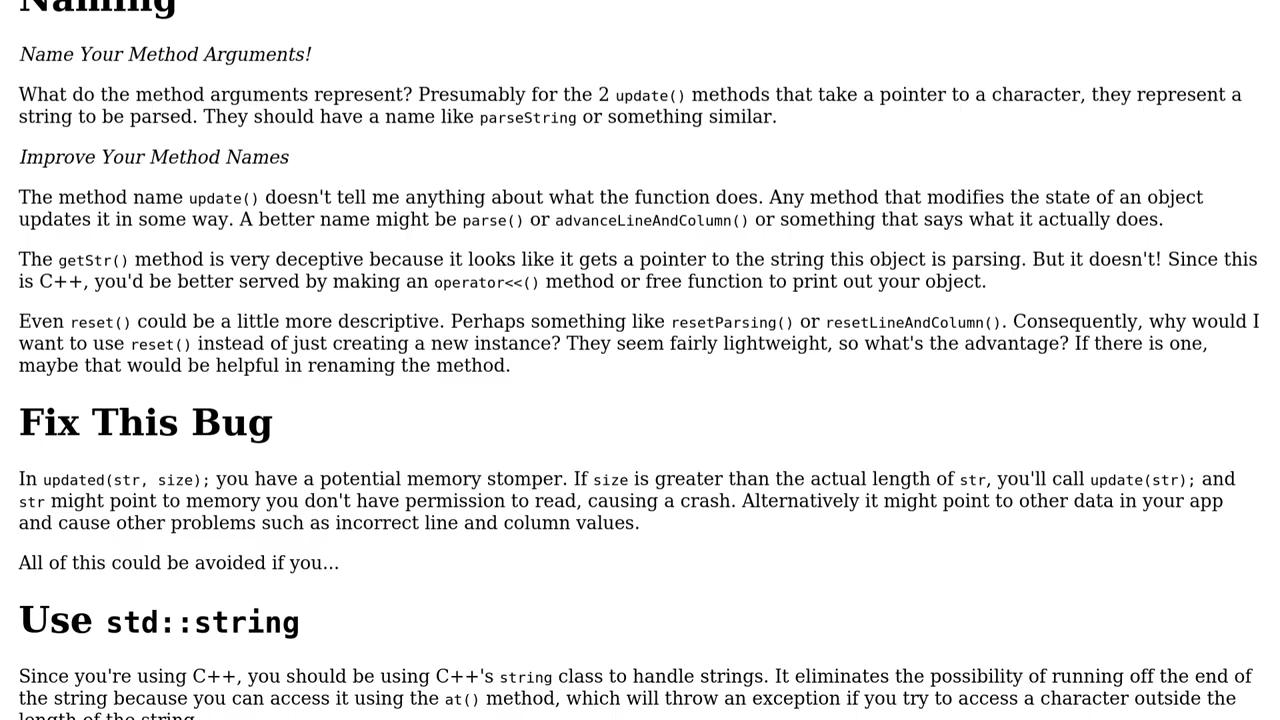 Naming
Name Your Method Arguments!
What do the method arguments represent? Presumably for the 2 update() methods that take a pointer to a character, they represent a
string to be parsed. They should have a name like parseString or something similar.
Improve Your Method Names
The method name update() doesn't tell me anything about what the function does. Any method that modifies the state of an object
updates it in some way. A better name might be parse() or advanceLineAndColumn() or something that says what it actually does.
The getStr() method is very deceptive because it looks like it gets a pointer to the string this object is parsing. But it doesn't! Since this
is C++, you'd be better served by making an operator<<() method or free function to print out your object.
Even reset() could be a little more descriptive. Perhaps something like resetParsing() or resetLineAndColumn(). Consequently, why would I
want to use reset() instead of just creating a new instance? They seem fairly lightweight, so what's the advantage? If there is one,
maybe that would be helpful in renaming the method.
Fix This Bug
In updated(str, size); you have a potential memory stomper. If size is greater than the actual length of str, you'll call update(str); and
str might point to memory you don't have permission to read, causing a crash. Alternatively it might point to other data in your app
and cause other problems such as incorrect line and column values.
All of this could be avoided if you...
Use std::string
Since you're using C++, you should be using C++'s string class to handle strings. It eliminates the possibility of running off the end of
the string because you can access it using the at() method, which will throw an exception if you try to access a character outside the
length of the string.